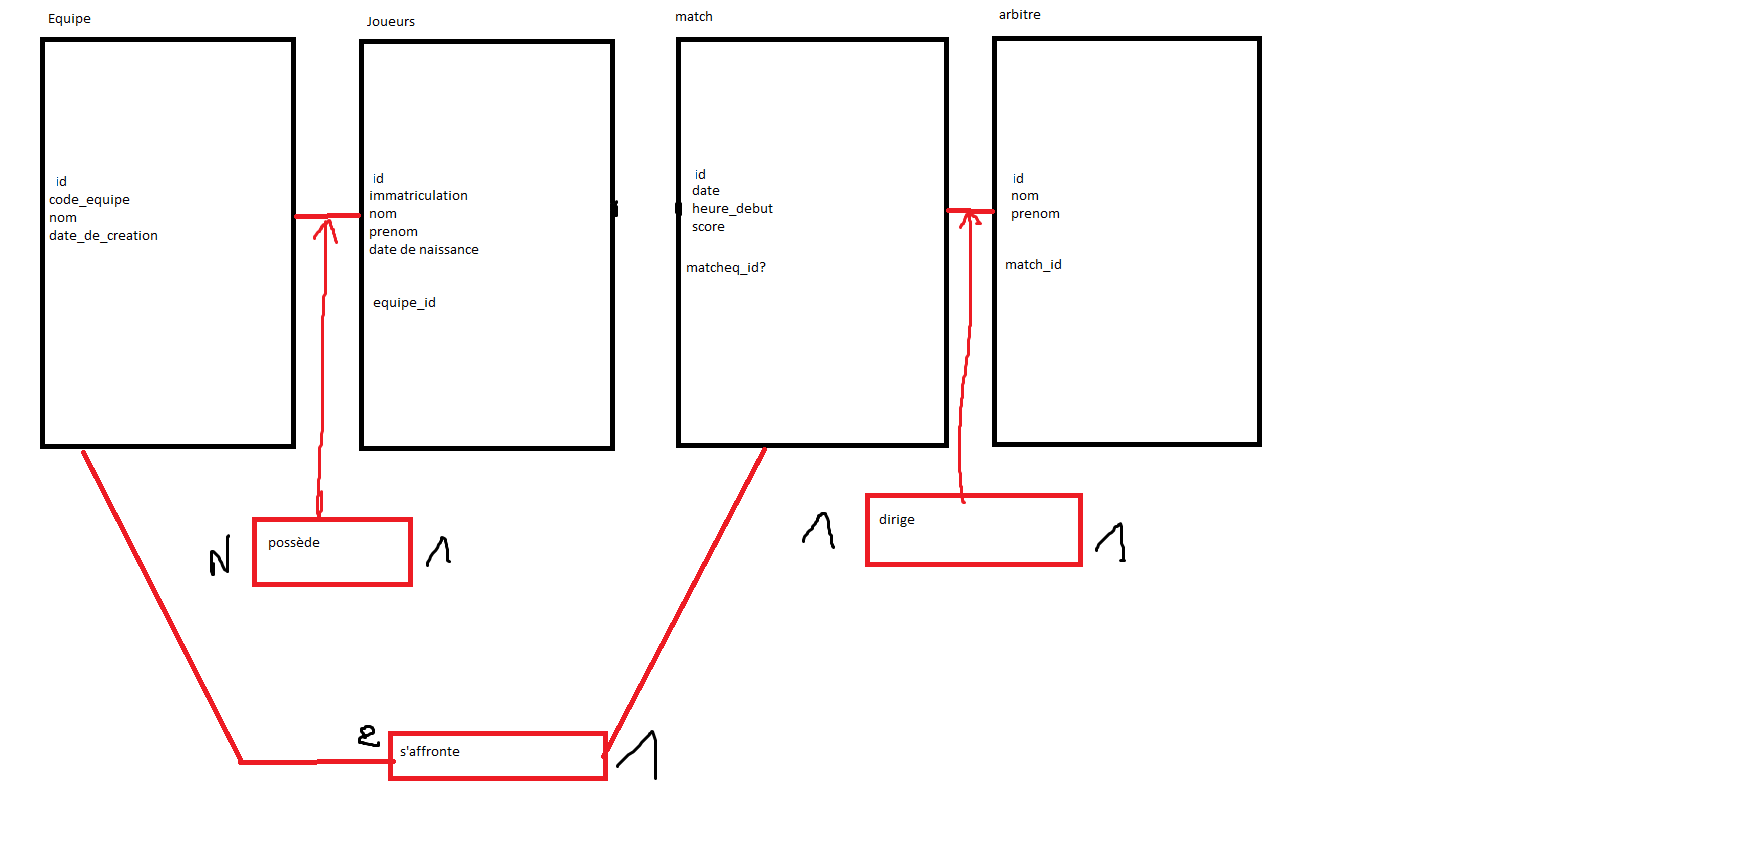 Equipe
id
code_equipe
nom
date_de_creation
Joueurs
id
immatriculation
nom
prenom
date de naissance
equipe_id
match
id
date
heure_debut
score
matcheq_id?
arbitre
id
nom
prenom
match_id
N
possède
1
1
dirige
1
2
s'affronte
1